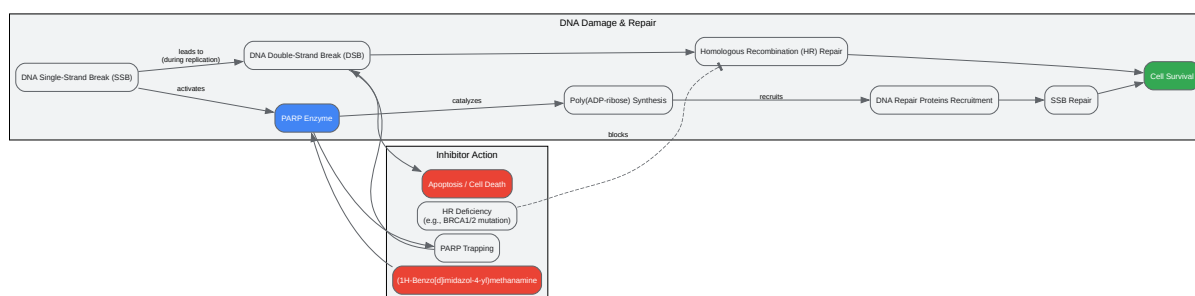 DNA Damage & Repair
DNA Single-Strand Break (SSB)
leads to
(during replication)
activates
DNA Double-Strand Break (DSB)
PARP Enzyme
catalyzes
Poly(ADP-ribose) Synthesis
Homologous Recombination (HR) Repair
recruits
DNA Repair Proteins Recruitment
SSB Repair
Cell Survival
blocks
Inhibitor Action
Apoptosis / Cell Death
HR Deficiency
(e.g., BRCA1/2 mutation)
PARP Trapping
(1H-Benzo[d]imidazol-4-yl)methanamine